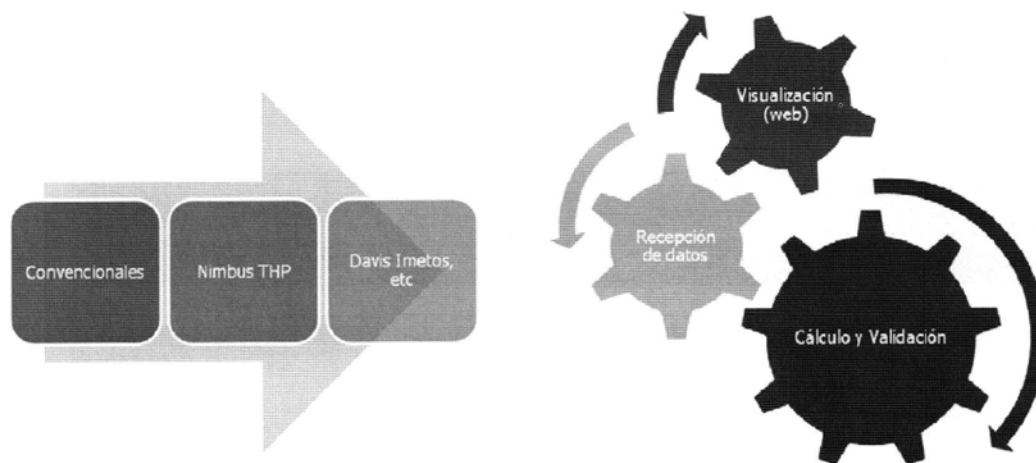 Convencionales
Nimbus THP
Davis Imetos,
etc
Visualización
(web)
Recepción
de datos
Cálculo y Validación